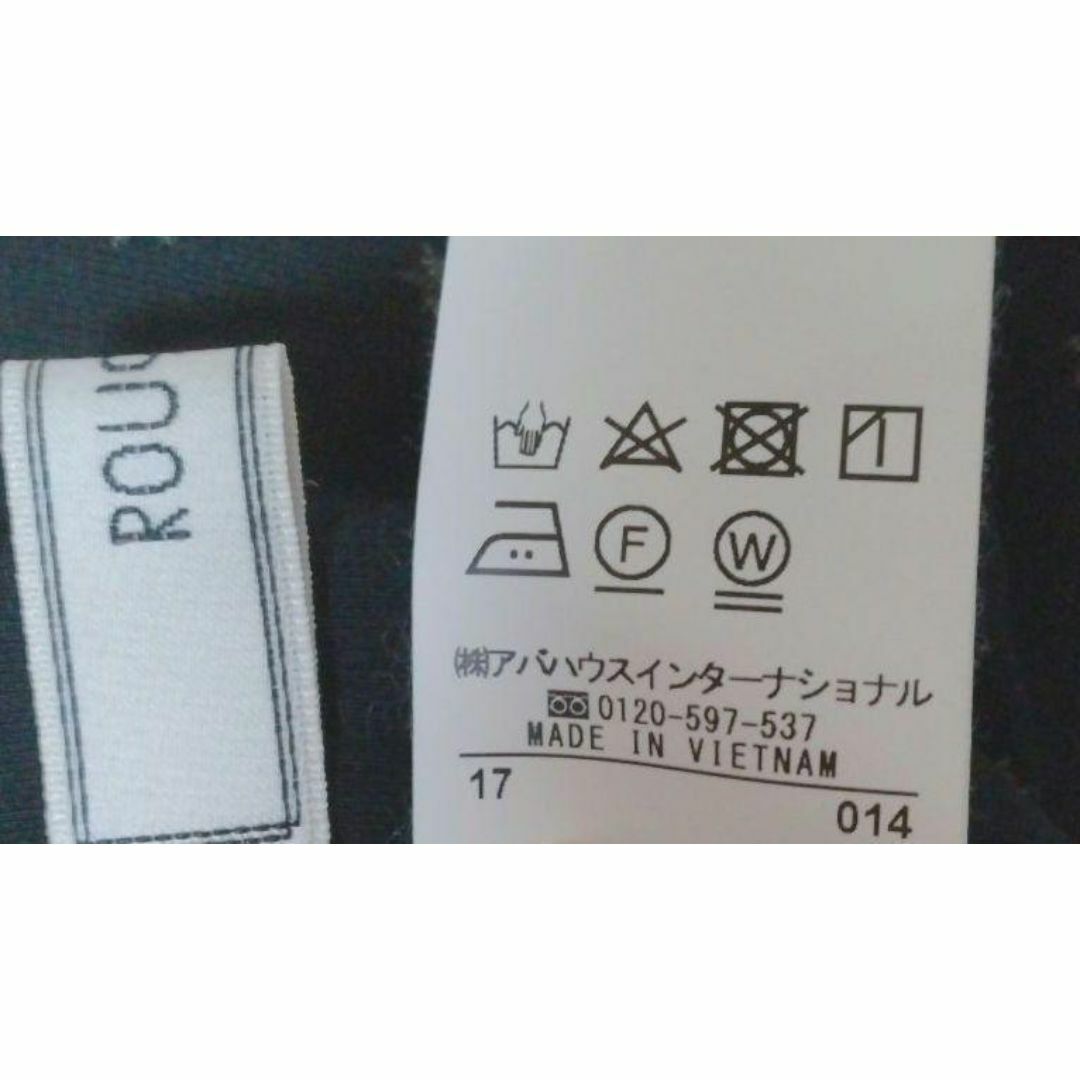 ROU
F W
㈱アバハウスインターナショナル
0120-597-537
MADE IN VIETNAM
17
014